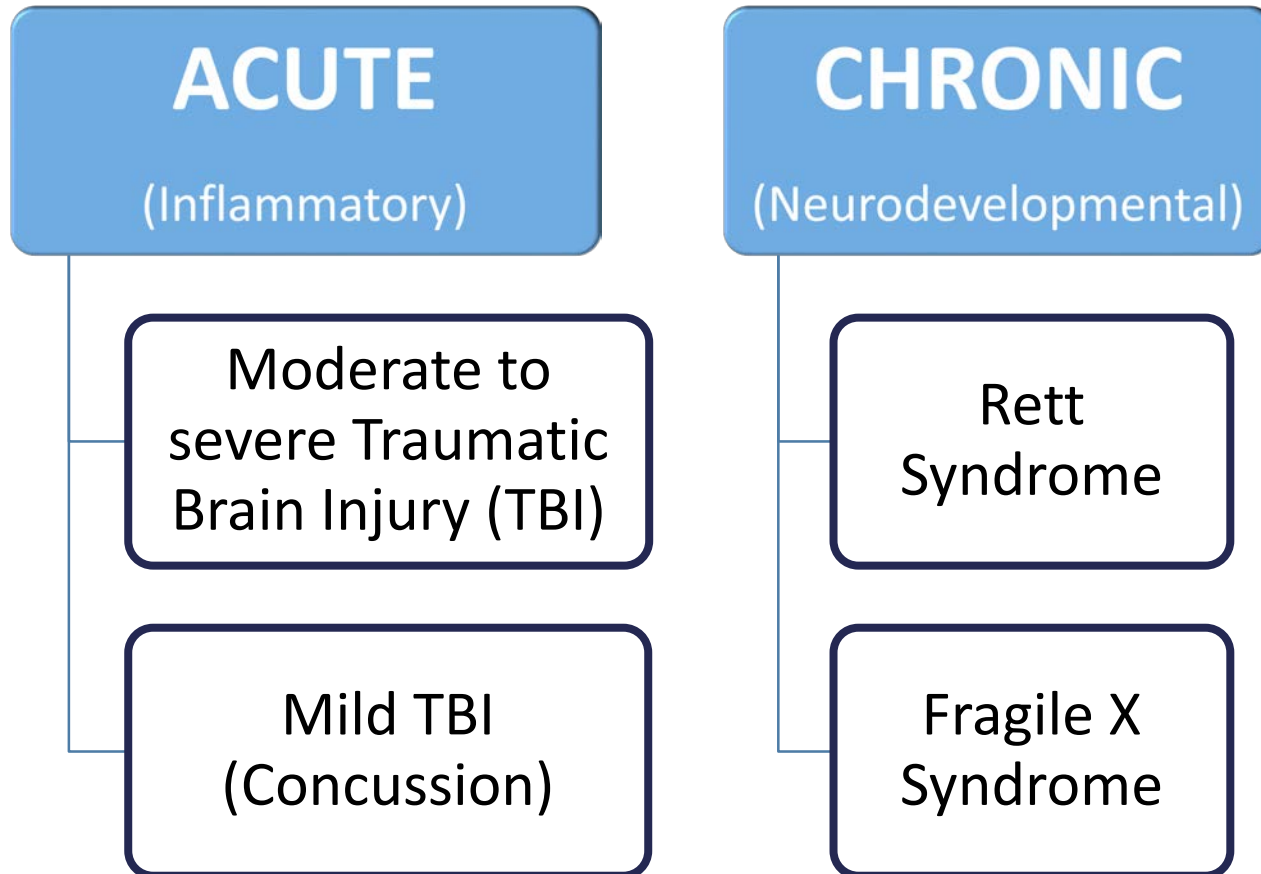 ACUTE
(Inflammatory)
Moderate to
severe Traumatic
Brain Injury (TBI)
Mild TBI
(Concussion)
CHRONIC
(Neurodevelopmental)
Rett
Syndrome
Fragile X
Syndrome